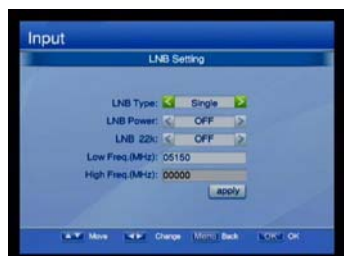 Input
LNB Setting
LNB Type: Single
LNB Power: OFF
LNB 22k: OFF
Low Freq.(MHz): 05150
High Freq.(MHz): 00000
apply
Move Change Menu Back OK OK